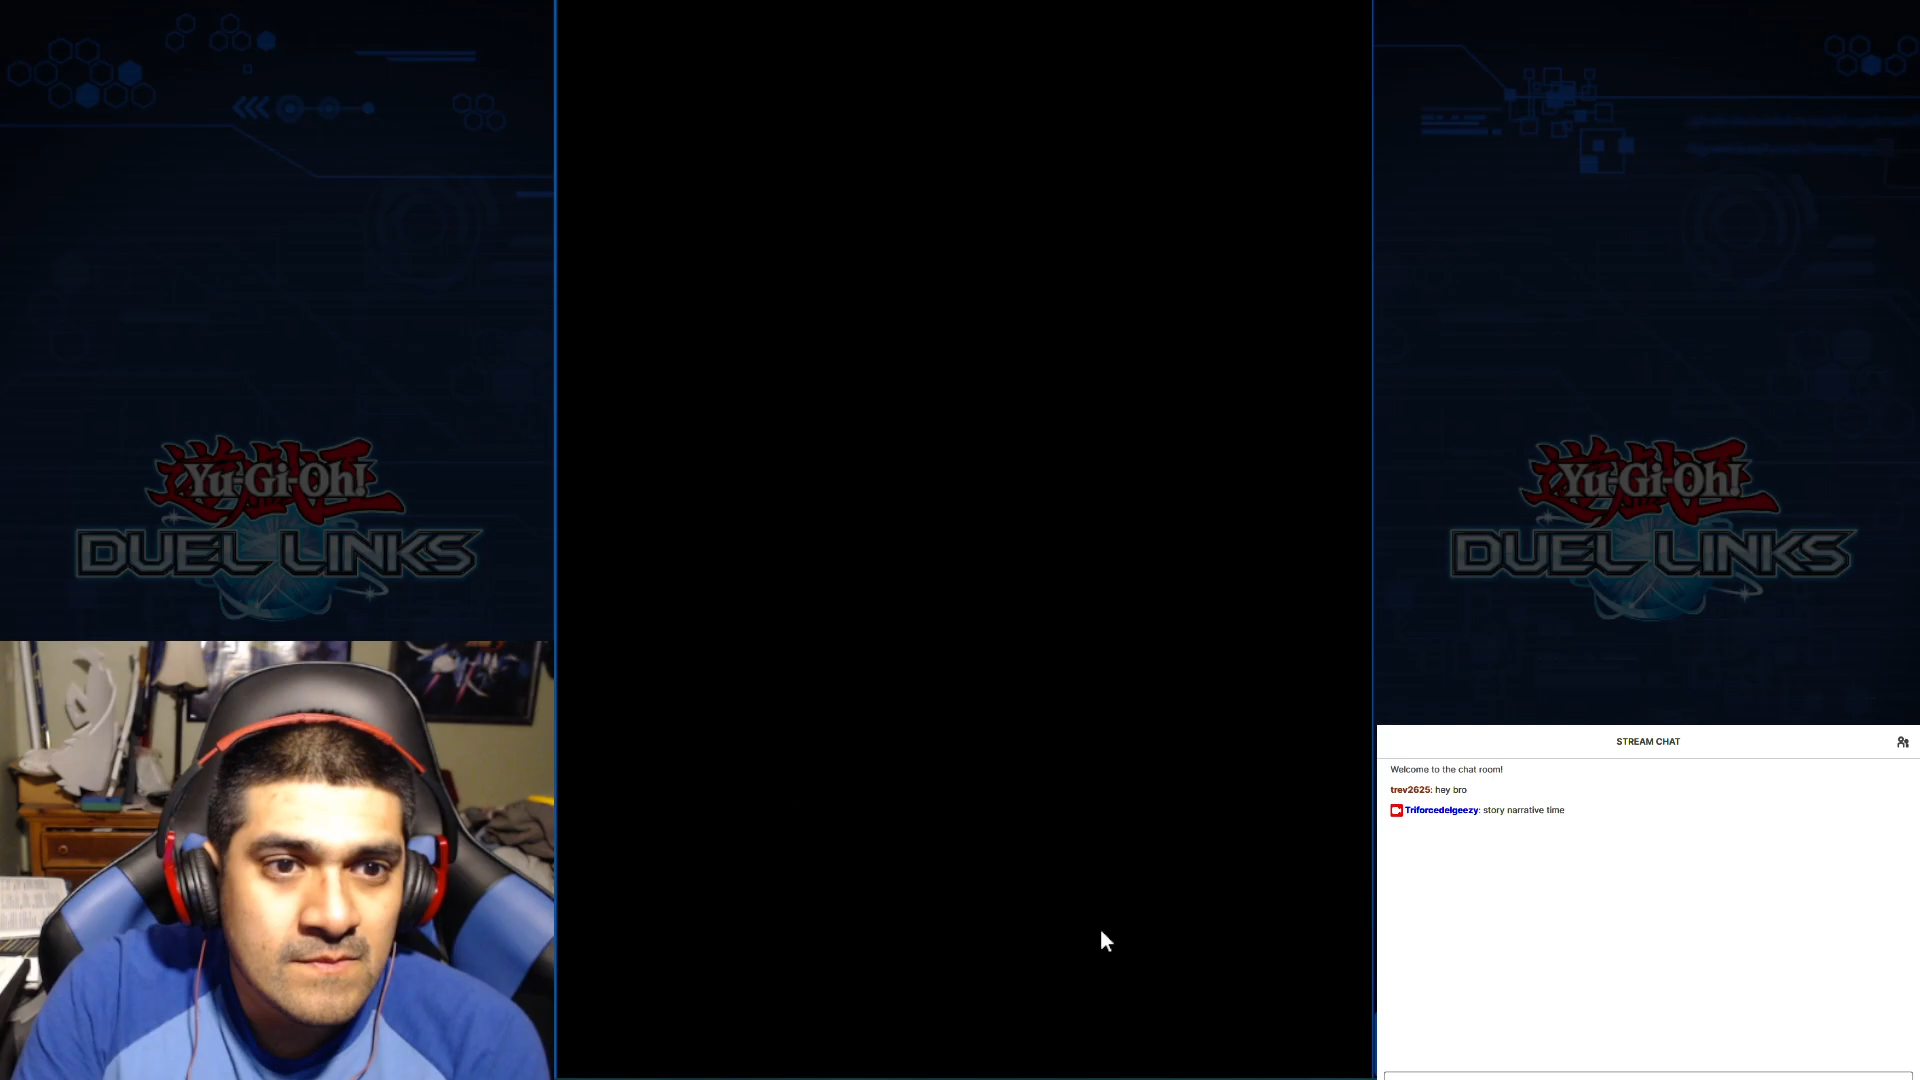 Yu-Gi-Oh!
DUEL LINKS
Yu-Gi-Oh!
DUEL LINKS
STREAM CHAT
Welcome to the chat room!
trev2625: hey bro
Triforcedelgeezy: story narrative time